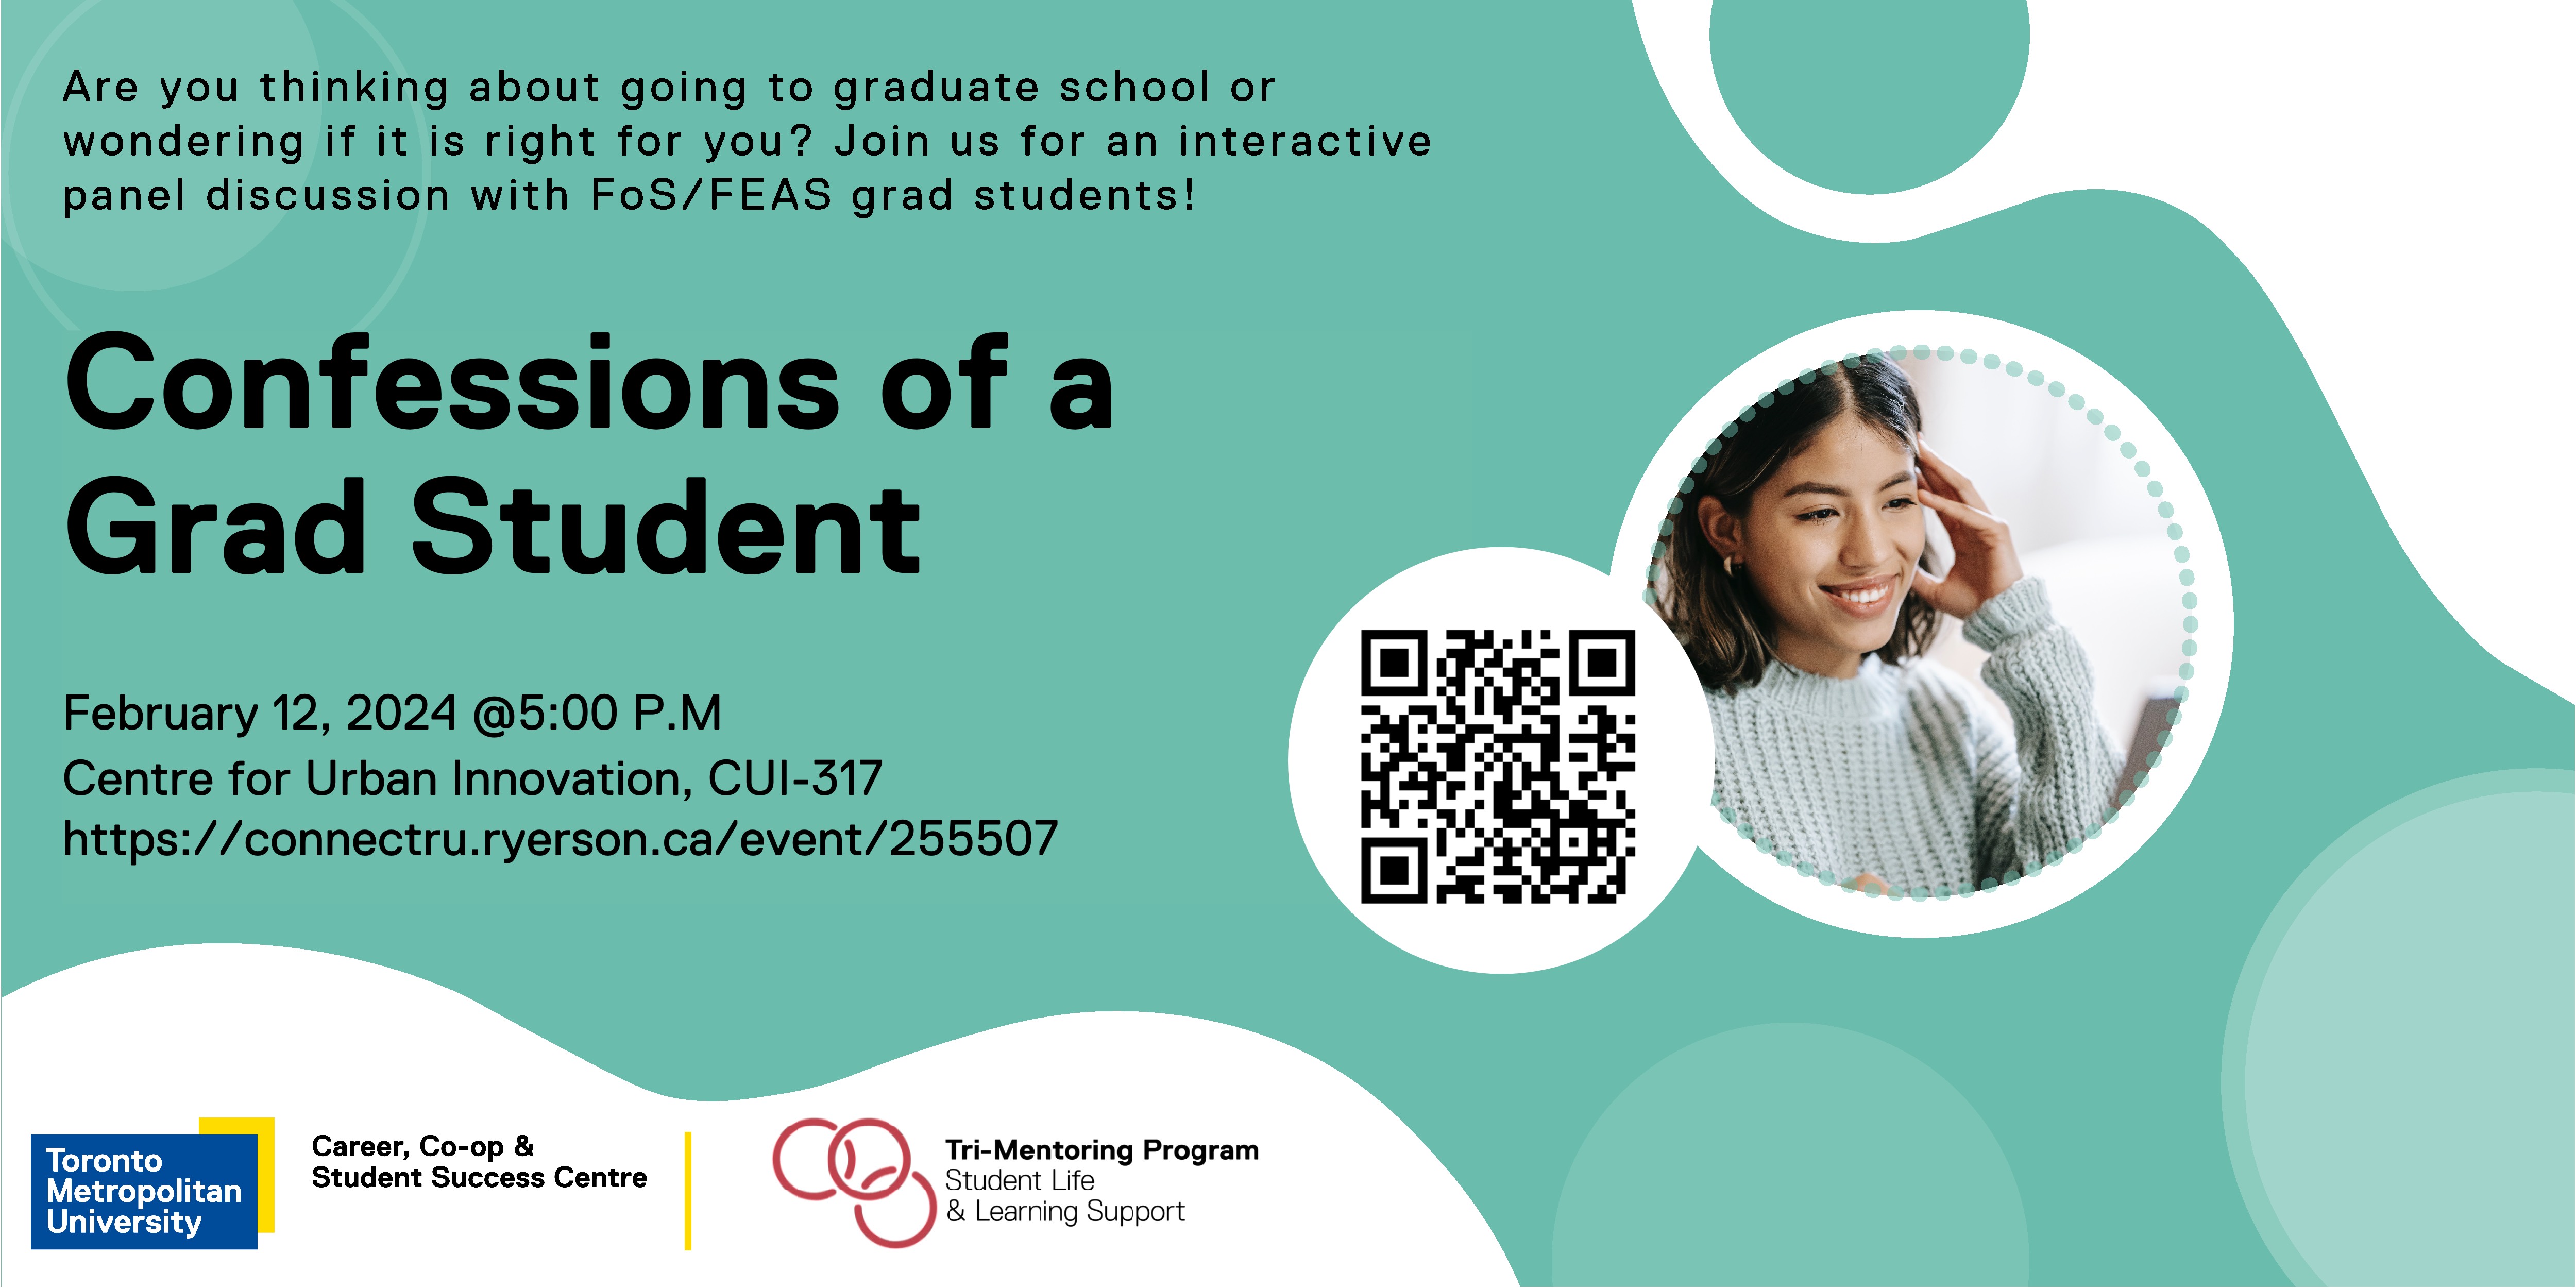 Are you thinking about going to graduate school or
wondering if it is right for you? Join us for an interactive
panel discussion with FoS/FEAS grad students!
Confessions of a
Grad Student
February 12, 2024 @5:00 P.M
Centre for Urban Innovation, CUI-317
https://connectru.ryerson.ca/event/255507
Toronto
Metropolitan
University
Career, Co-op &
Student Success Centre
Tri-Mentoring Program
Student Life
& Learning Support